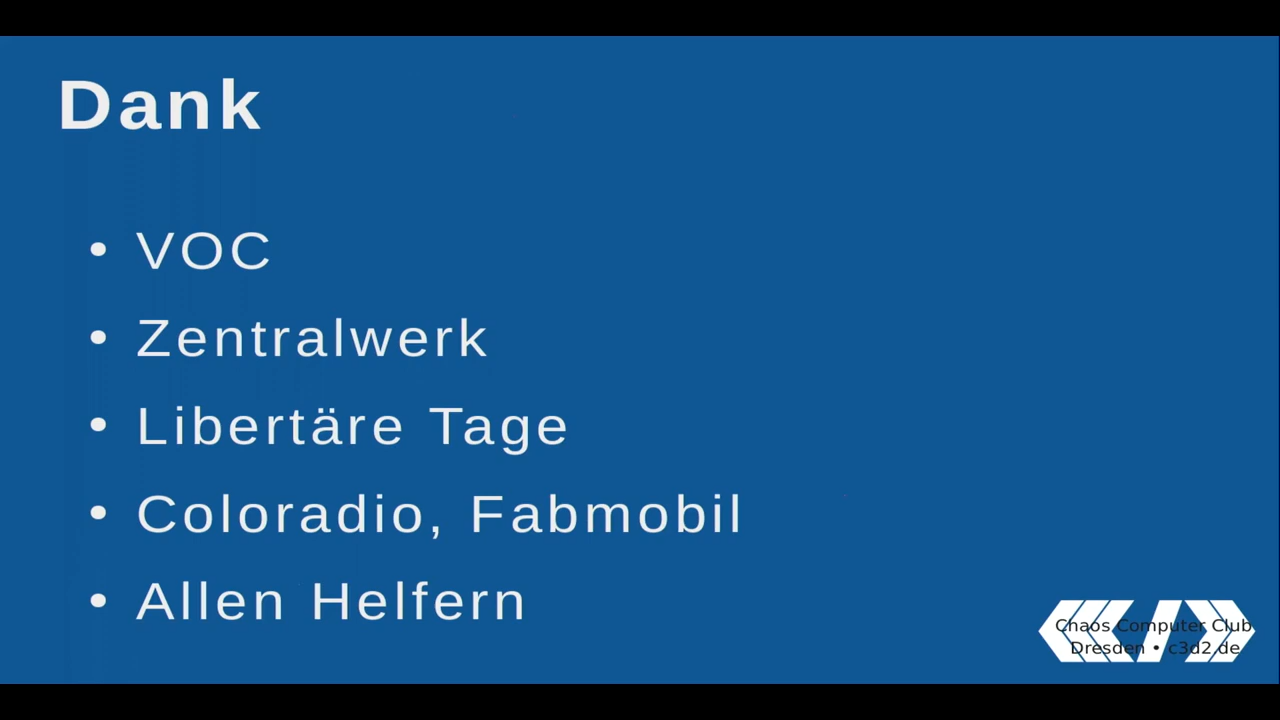 Dank
• VOC
• Zentralwerk
• Libertäre Tage
• Coloradio, Fabmobil
• Allen Helfern
Chaos Computer Club
Dresden • c3d2.de